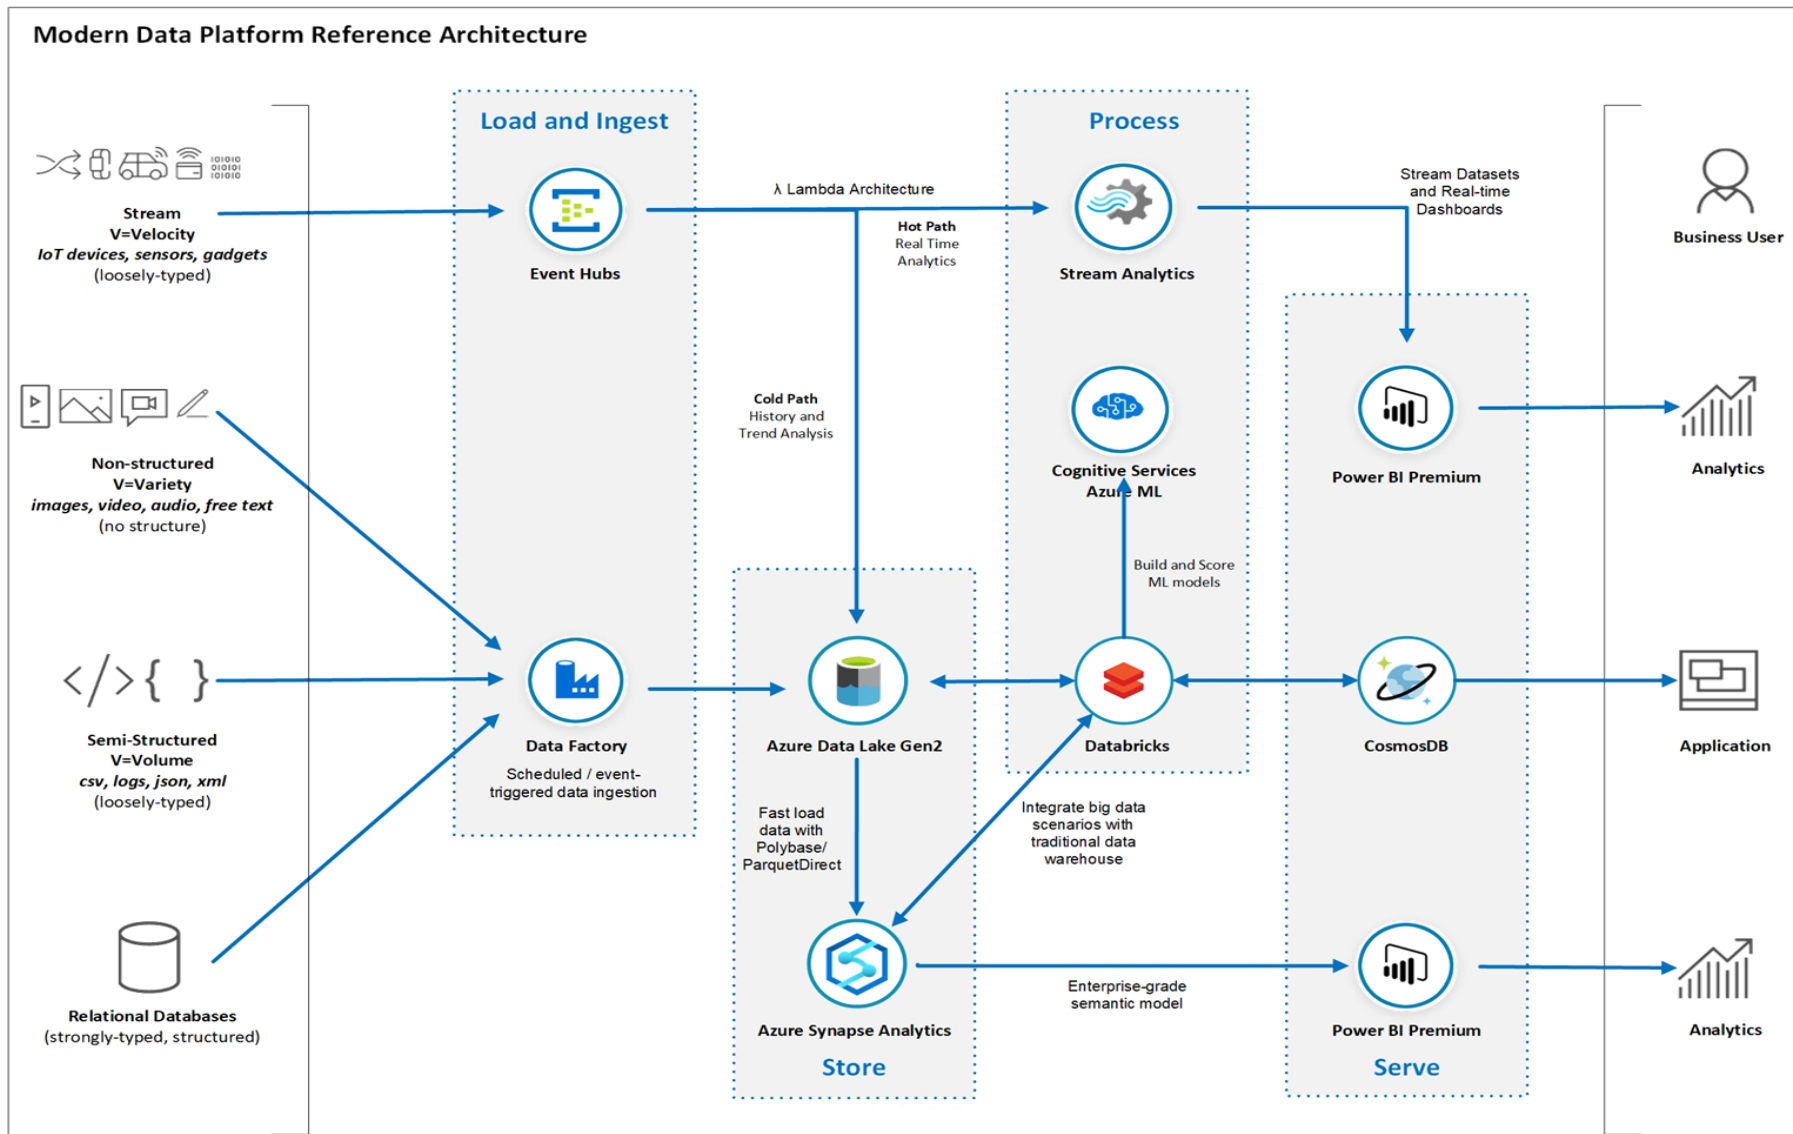 Modern Data Platform Reference Architecture
Load and Ingest
Process
Stream
V=Velocity
IoT devices, sensors, gadgets
(loosely-typed)
010101
010101
010101
Event Hubs
λ Lambda Architecture
Hot Path
Real Time
Analytics
Stream Analytics
Stream Datasets
and Real-time
Dashboards
Business User
Non-structured
V=Variety
images, video, audio, free text
(no structure)
Cold Path
History and
Trend Analysis
Cognitive Services
Azure ML
Power BI Premium
Analytics
Build and Score
ML models
</>{ }
Semi-Structured
V=Volume
csv, logs, json, xml
(loosely-typed)
Data Factory
Scheduled / event-
triggered data ingestion
Azure Data Lake Gen2
Databricks
CosmosDB
Application
Fast load
data with
Polybase/
ParquetDirect
Integrate big data
scenarios with
traditional data
warehouse
Relational Databases
(strongly-typed, structured)
Azure Synapse Analytics
Enterprise-grade
semantic model
Power BI Premium
Analytics
Store
Serve